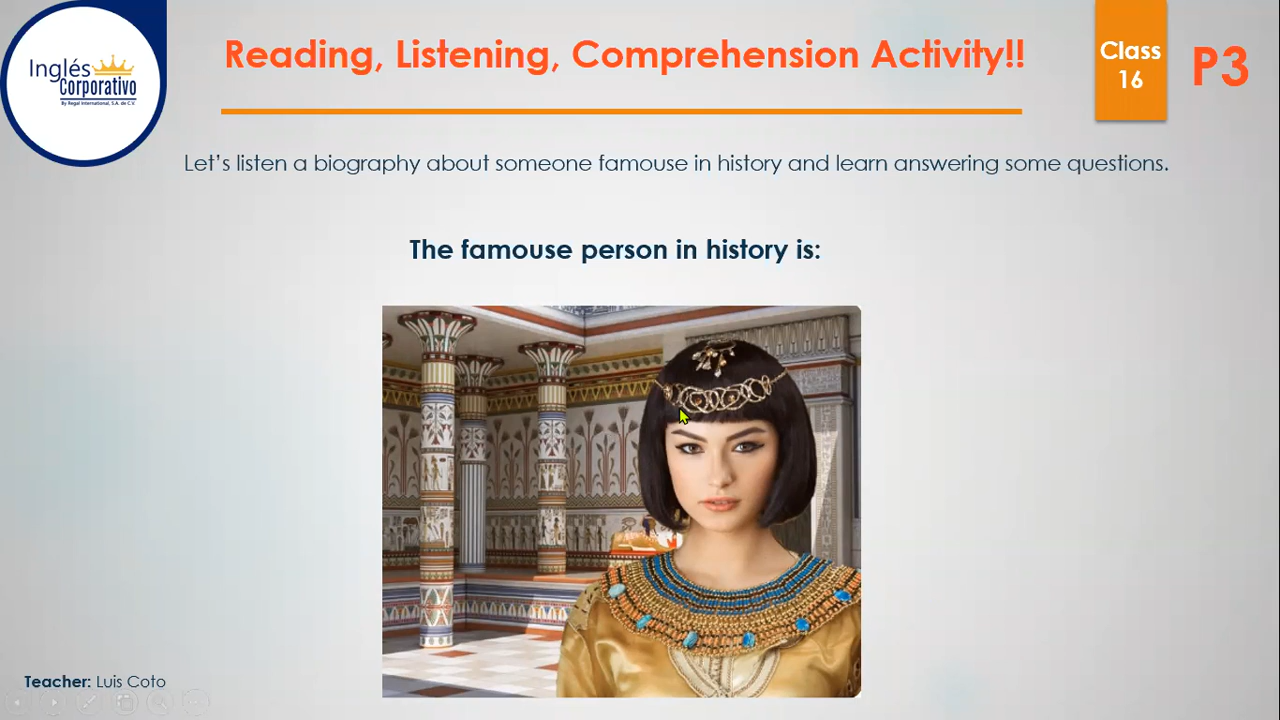 Inglés
Corporativo
By Regal International, S.A. de C.V.
Reading, Listening, Comprehension Activity!!
Class
16
P3
Let's listen a biography about someone famouse in history and learn answering some questions.
The famouse person in history is:
Teacher: Luis Coto